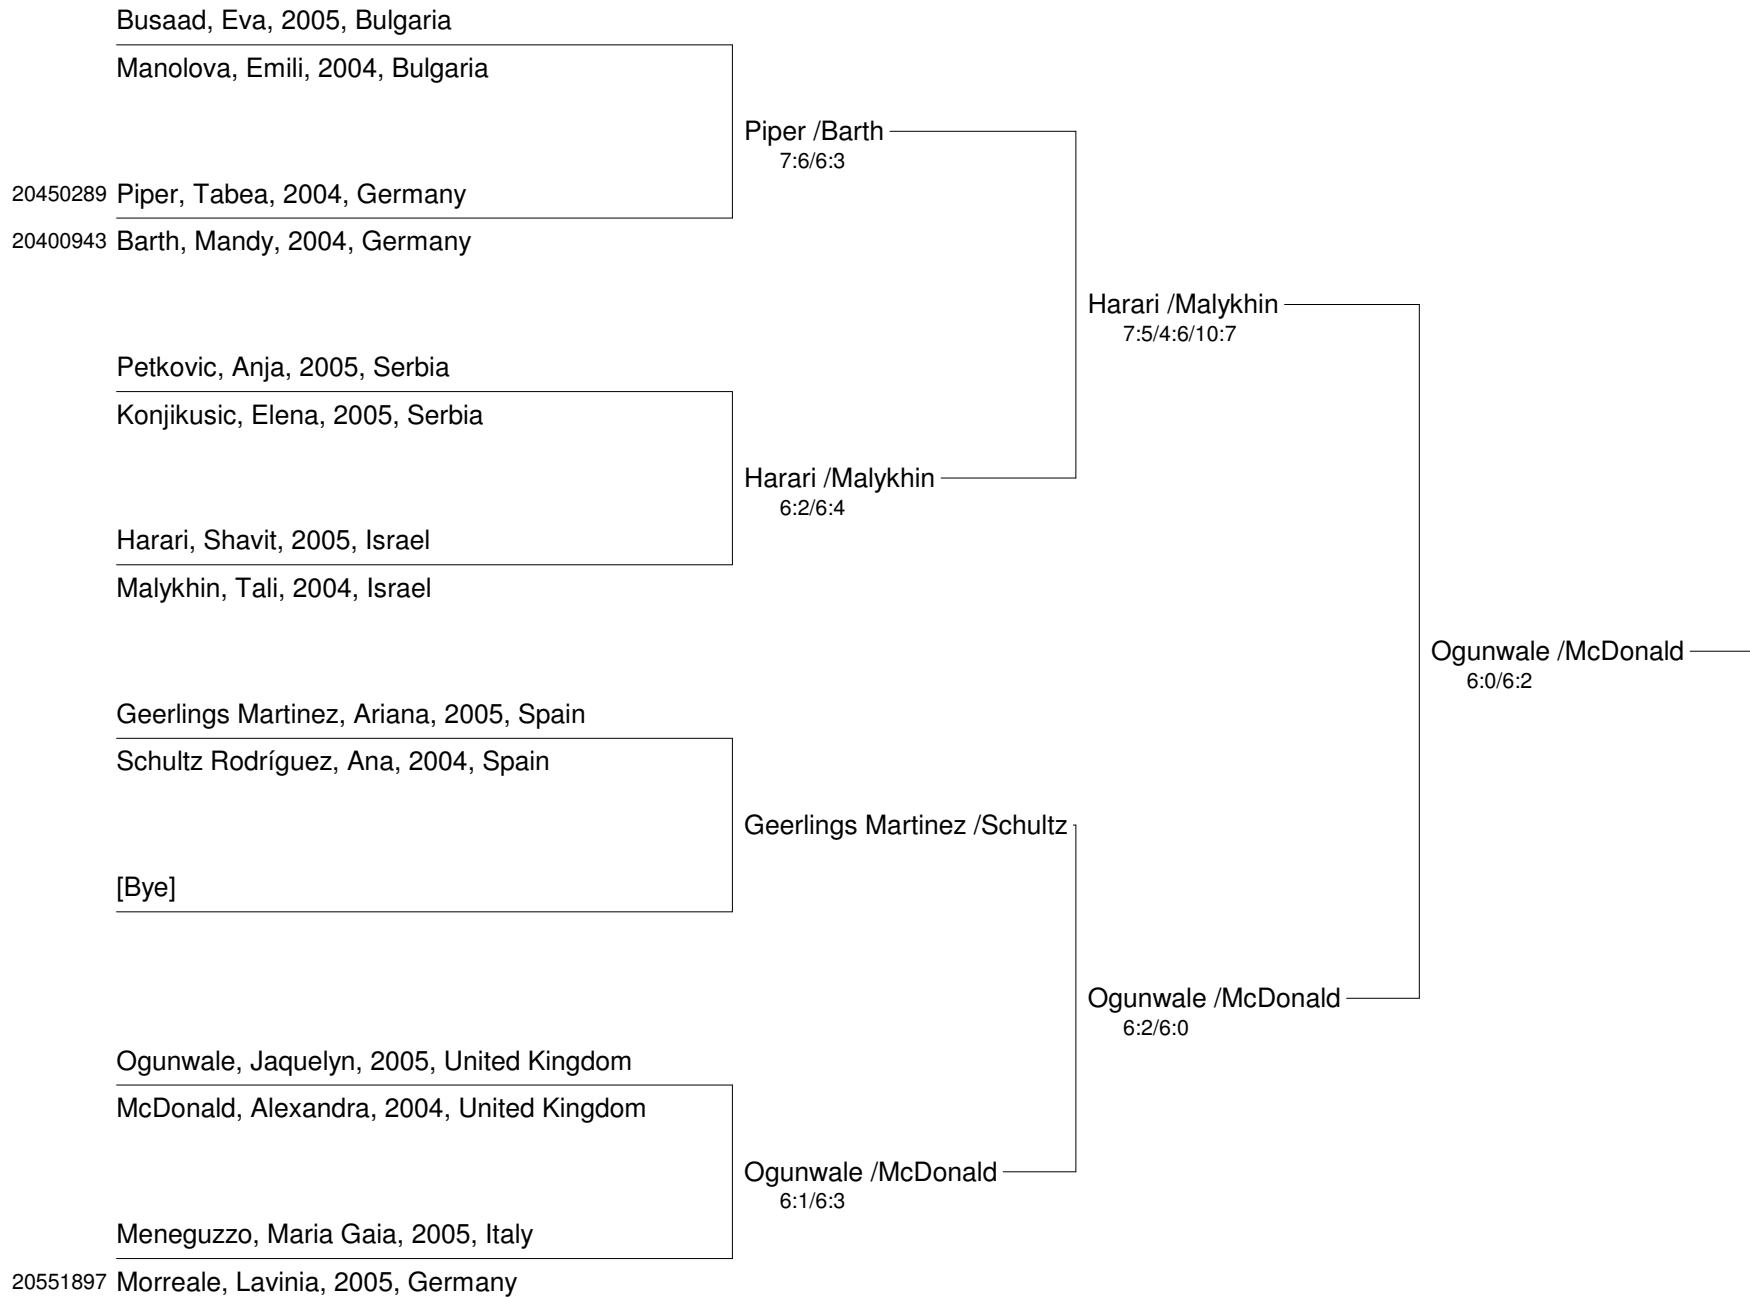 Busaad, Eva, 2005, Bulgaria
Manolova, Emili, 2004, Bulgaria
Piper /Barth
7:6/6:3
20450289 Piper, Tabea, 2004, Germany
20400943 Barth, Mandy, 2004, Germany
Harari /Malykhin
7:5/4:6/10:7
Petkovic, Anja, 2005, Serbia
Konjikusic, Elena, 2005, Serbia
Harari /Malykhin
6:2/6:4
Harari, Shavit, 2005, Israel
Malykhin, Tali, 2004, Israel
Ogunwale /McDonald
6:0/6:2
Geerlings Martinez, Ariana, 2005, Spain
Schultz Rodríguez, Ana, 2004, Spain
Geerlings Martinez /Schultz
[Bye]
Ogunwale /McDonald
6:2/6:0
Ogunwale, Jaquelyn, 2005, United Kingdom
McDonald, Alexandra, 2004, United Kingdom
Ogunwale /McDonald
6:1/6:3
Meneguzzo, Maria Gaia, 2005, Italy
20551897 Morreale, Lavinia, 2005, Germany